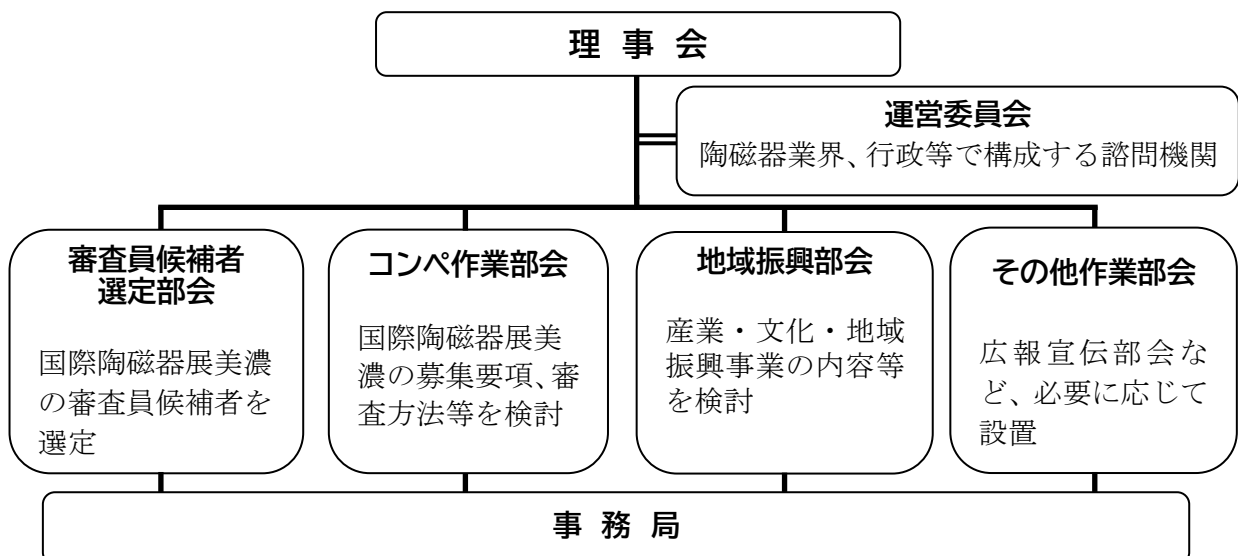 理 事 会
運営委員会
陶磁器業界、行政等で構成する諮問機関
審査員候補者
選定部会
国際陶磁器展美濃
の審査員候補者を
選定
コンペ作業部会
国際陶磁器展美
濃の募集要項、審
査方法等を検討
地域振興部会
産業・文化・地域
振興事業の内容等
を検討
その他作業部会
広報宣伝部会な
ど、必要に応じて
設置
事 務 局